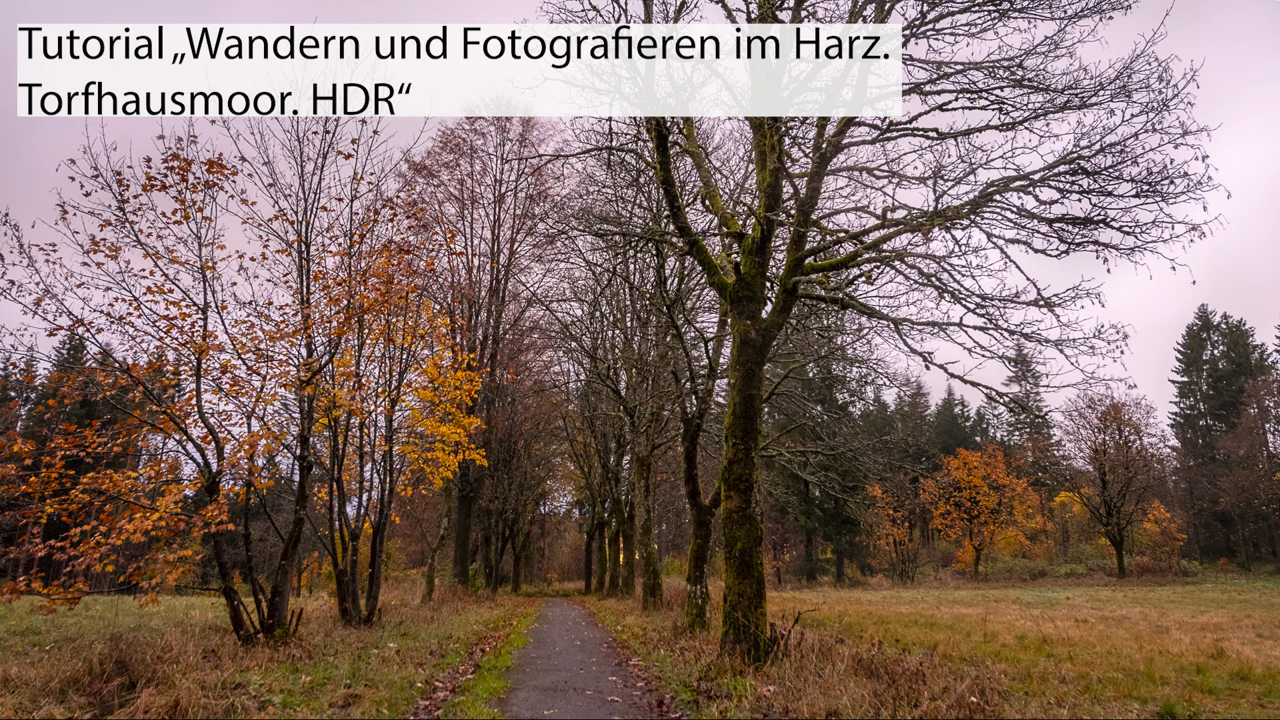 Tutorial „Wandern und Fotografieren im Harz.
Torfhausmoor. HDR“